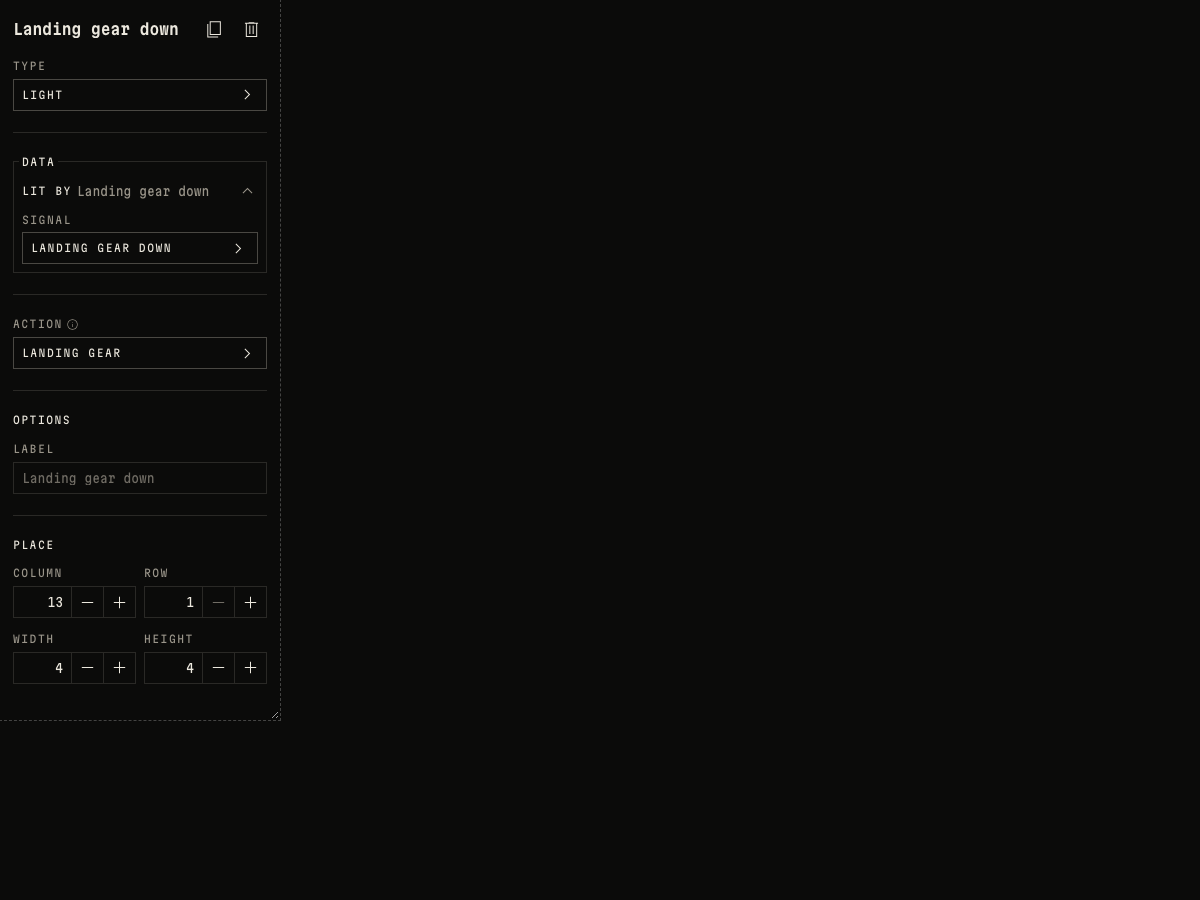 Landing gear down
TYPE
LIGHT
DATA
LIT BY Landing gear down
SIGNAL
LANDING GEAR DOWN
ACTION
LANDING GEAR
OPTIONS
LABEL
Landing gear down
PLACE
COLUMN ROW
13 1
WIDTH HEIGHT
4 4